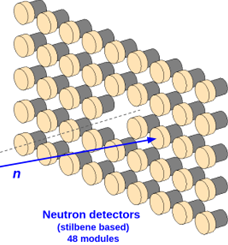 n
Neutron detectors
(stilbene based)
48 modules